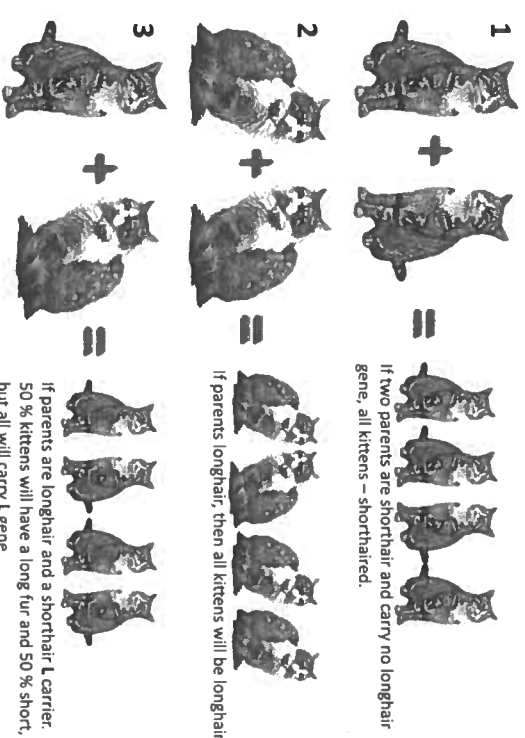 1
+
=
If two parents are shorthair and carry no longhair
gene, all kittens – shorthaired.
2
+
=
If parents longhair, then all kittens will be longhair
3
+
=
If parents are longhair and a shorthair L carrier.
50 % kittens will have a long fur and 50 % short,
but all will carry L gene